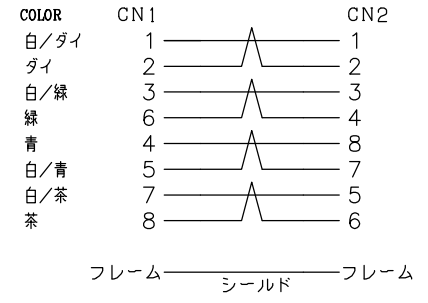 COLOR CN1 CN2
白/ダイ 1 1
ダイ 2 2
白/緑 3 3
緑 6 4
青 4 8
白/青 5 7
白/茶 7 5
茶 8 6
フレーム フレーム
シールド